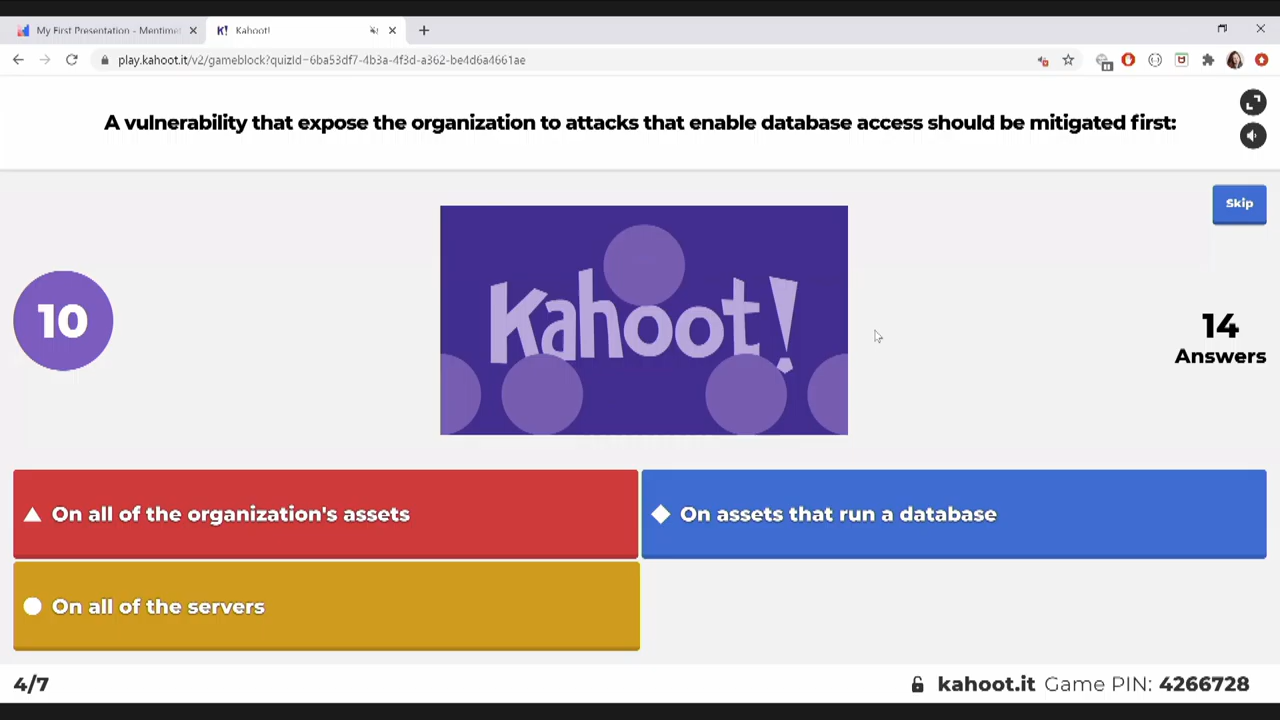 My First Presentation - Mentimet
Kahoot!
play.kahoot.it/v2/gameblock?quizId=6ba53df7-4b3a-4f3d-a362-be4d6a4661ae
A vulnerability that expose the organization to attacks that enable database access should be mitigated first:
Skip
Kahoot!
10
14
Answers
On all of the organization's assets
On assets that run a database
On all of the servers
4/7
kahoot.it Game PIN: 4266728